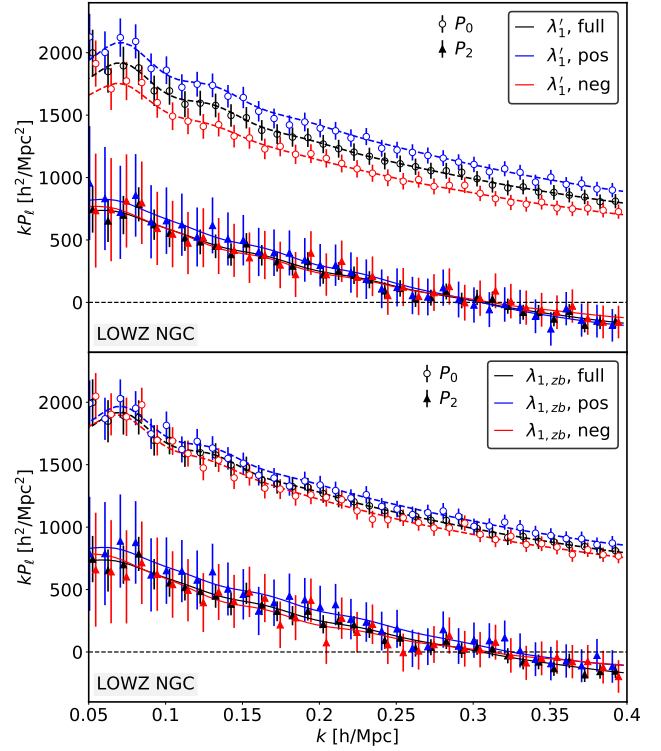 2000
1500
1000
500
0
kPℓ [h²/Mpc²]
P₀
P₂
λ′₁, full
λ′₁, pos
λ′₁, neg
LOWZ NGC
2000
1500
1000
500
0
kPℓ [h²/Mpc²]
P₀
P₂
λ₁,zb, full
λ₁,zb, pos
λ₁,zb, neg
LOWZ NGC
0.05 0.1 0.15 0.2 0.25 0.3 0.35 0.4
k [h/Mpc]